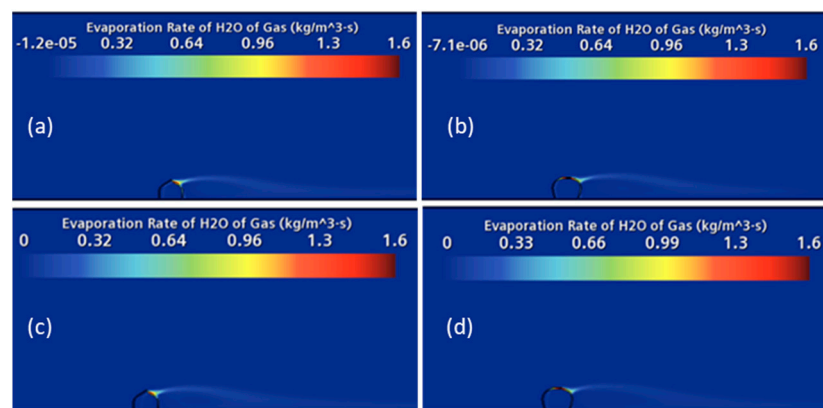 Evaporation Rate of H2O of Gas (kg/m^3-s)
-1.2e-05 0.32 0.64 0.96 1.3 1.6
(a)
Evaporation Rate of H2O of Gas (kg/m^3-s)
-7.1e-06 0.32 0.64 0.96 1.3 1.6
(b)
Evaporation Rate of H2O of Gas (kg/m^3-s)
0 0.32 0.64 0.96 1.3 1.6
(c)
Evaporation Rate of H2O of Gas (kg/m^3-s)
0 0.33 0.66 0.99 1.3 1.6
(d)